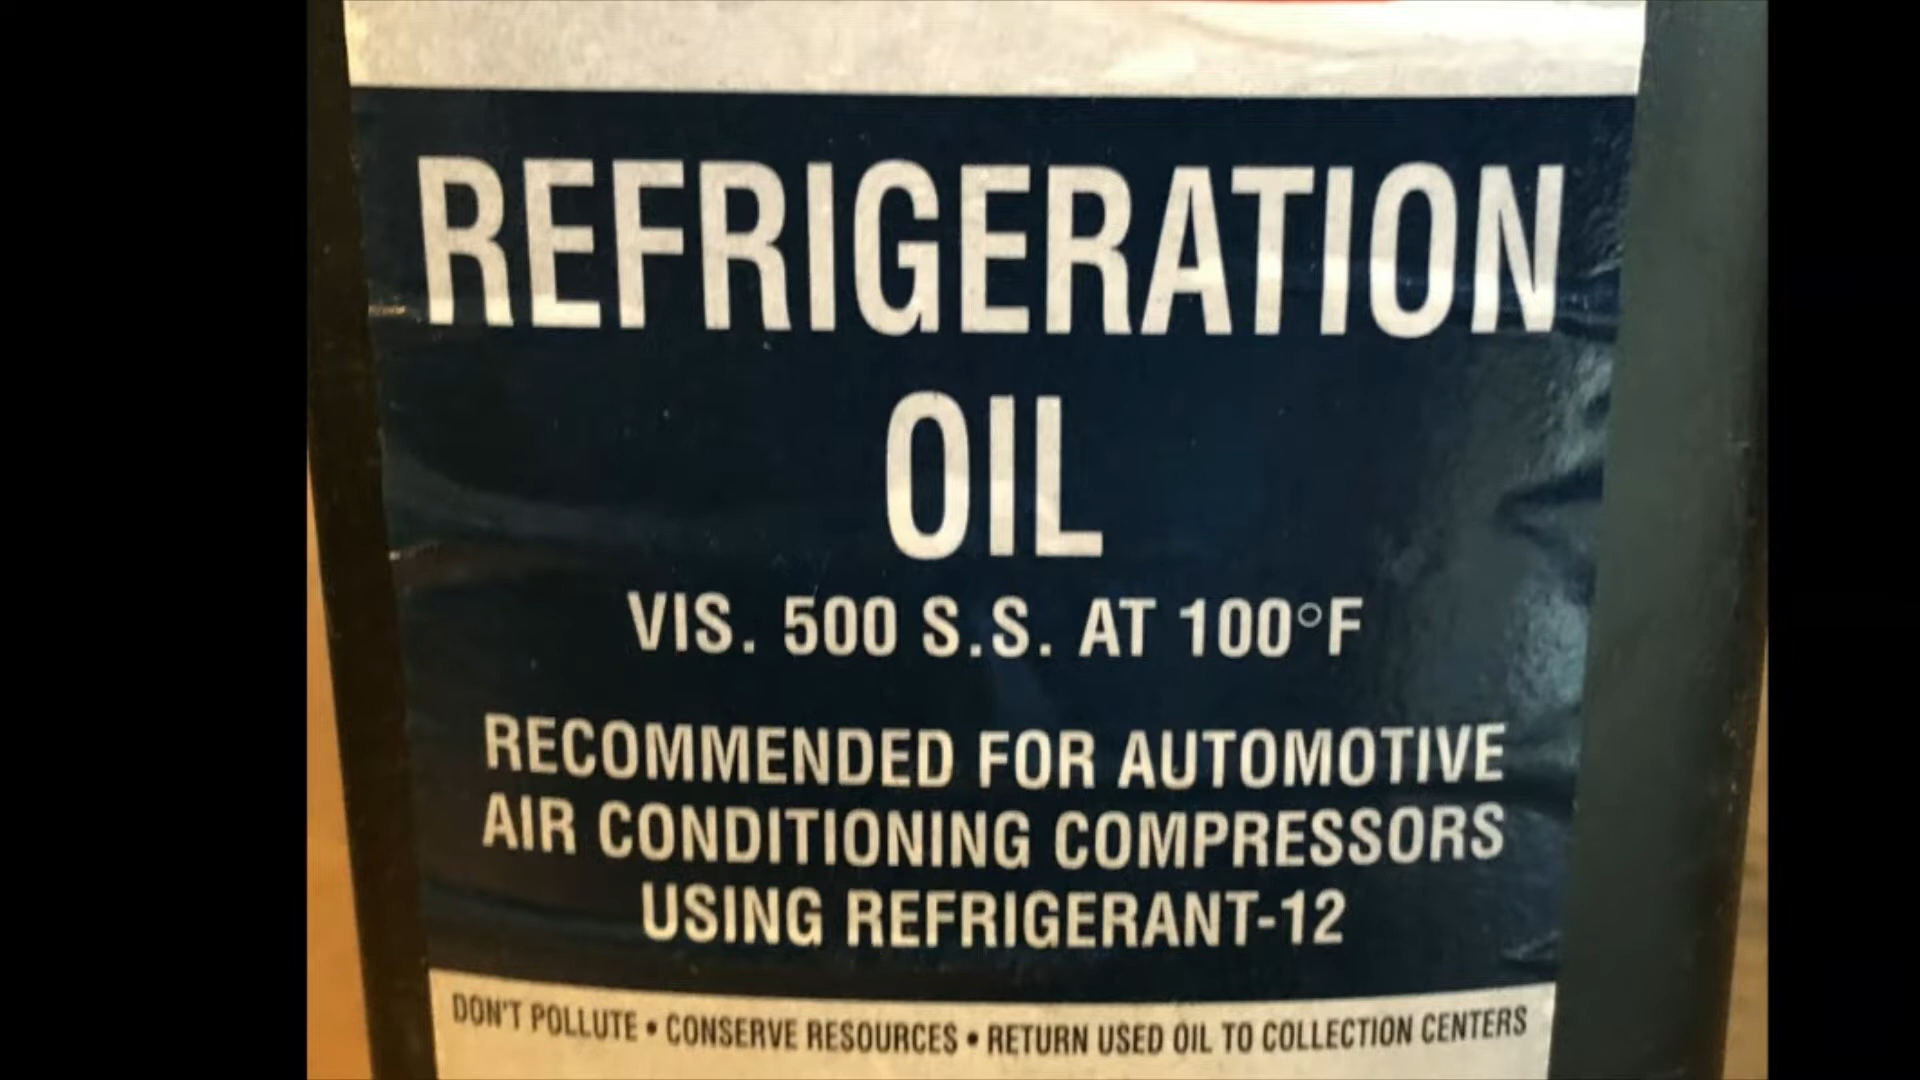 REFRIGERATION
OIL
VIS. 500 S.S. AT 100°F
RECOMMENDED FOR AUTOMOTIVE
AIR CONDITIONING COMPRESSORS
USING REFRIGERANT-12
DON'T POLLUTE • CONSERVE RESOURCES • RETURN USED OIL TO COLLECTION CENTERS